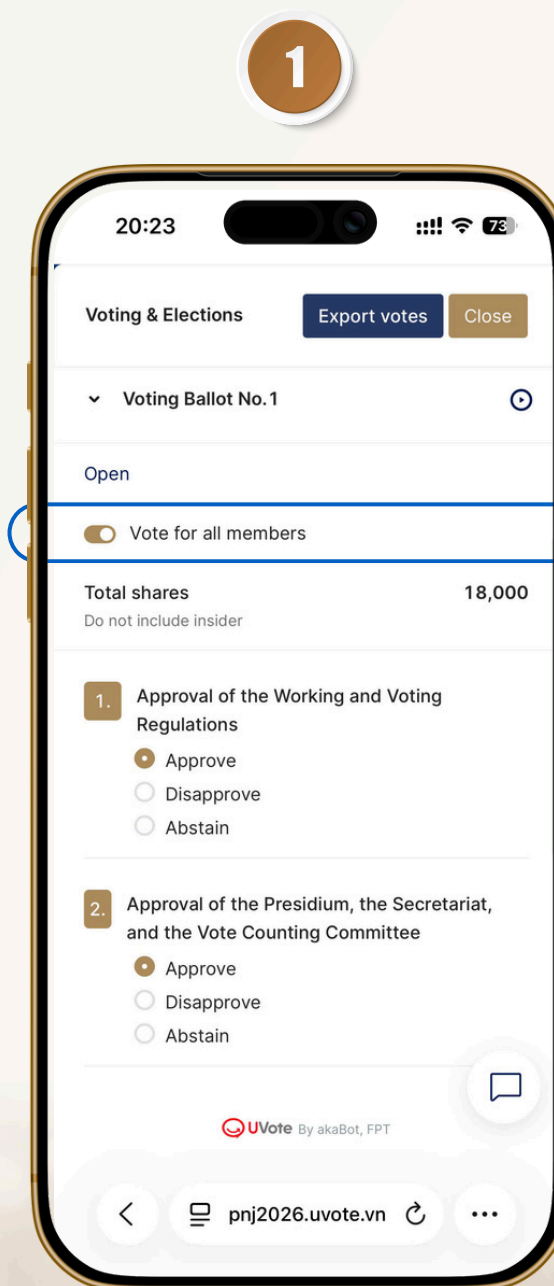 1
20:23
73
Voting & Elections
Export votes
Close
Voting Ballot No.1
Open
Vote for all members
Total shares
18,000
Do not include insider
1.
Approval of the Working and Voting
Regulations
Approve
Disapprove
Abstain
2.
Approval of the Presidium, the Secretariat,
and the Vote Counting Committee
Approve
Disapprove
Abstain
UVote By akaBot, FPT
pnj2026.uvote.vn